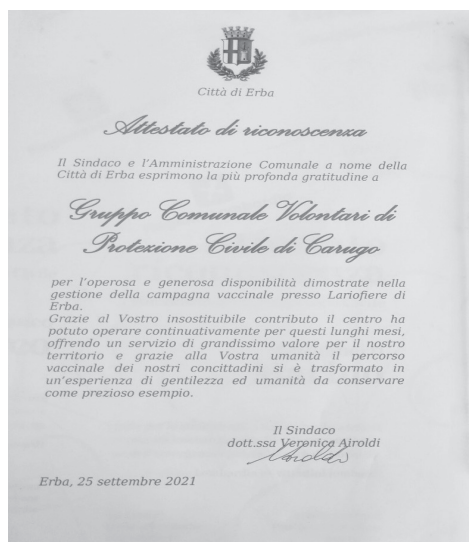 Città di Erba
Attestato di riconoscenza
Il Sindaco e l'Amministrazione Comunale a nome della
Città di Erba esprimono la più profonda gratitudine a
Gruppo Comunale Volontari di
Protezione Civile di Carugo
per l'operosa e generosa disponibilità dimostrate nella
gestione della campagna vaccinale presso Lariofiere di
Erba.
Grazie al Vostro insostituibile contributo il centro ha
potuto operare continuativamente per questi lunghi mesi,
offrendo un servizio di grandissimo valore per il nostro
territorio e grazie alla Vostra umanità il percorso
vaccinale dei nostri concittadini si è trasformato in
un'esperienza di gentilezza ed umanità da conservare
come prezioso esempio.
Il Sindaco
dott.ssa Veronica Airoldi
Airoldi
Erba, 25 settembre 2021